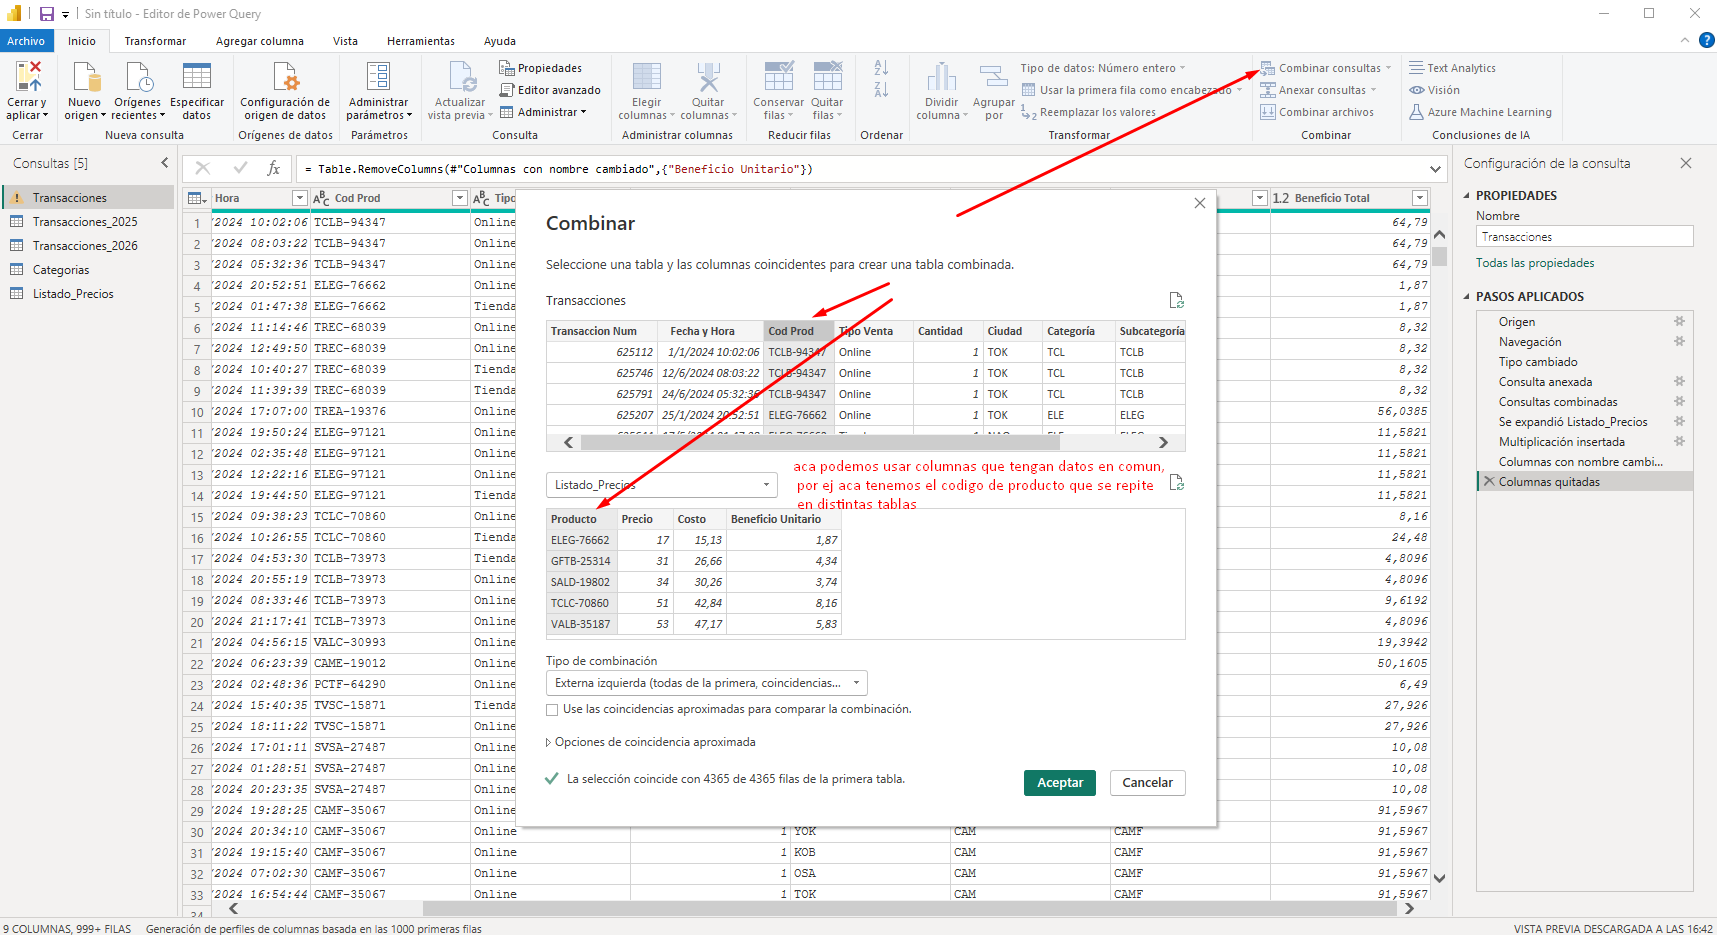 Sin título - Editor de Power Query
Archivo Inicio Transformar Agregar columna Vista Herramientas Ayuda
Cerrar y aplicar
Cerrar
Nuevo origen
Orígenes recientes
Especificar datos
Nueva consulta
Configuración de origen de datos
Orígenes de datos
Administrar parámetros
Parámetros
Actualizar vista previa
Propiedades
Editor avanzado
Administrar
Consulta
Elegir columnas
Quitar columnas
Administrar columnas
Conservar filas
Quitar filas
Reducir filas
Ordenar
Dividir columna
Agrupar por
Tipo de datos: Número entero
Usar la primera fila como encabezado
Reemplazar los valores
Transformar
Combinar consultas
Anexar consultas
Combinar archivos
Combinar
Text Analytics
Visión
Azure Machine Learning
Conclusiones de IA
Consultas [5]
Transacciones
Transacciones_2025
Transacciones_2026
Categorias
Listado_Precios
fx = Table.RemoveColumns(#"Columnas con nombre cambiado",{"Beneficio Unitario"})
Hora ABC Cod Prod ABC Tipo 1.2 Beneficio Total
1 /2024 10:02:06 TCLB-94347 Online 64,79
2 /2024 08:03:22 TCLB-94347 Online 64,79
3 /2024 05:32:36 TCLB-94347 Online 64,79
4 /2024 20:52:51 ELEG-76662 Online 1,87
5 /2024 01:47:38 ELEG-76662 Tienda 1,87
6 /2024 11:14:46 TREC-68039 Online 8,32
7 /2024 12:49:50 TREC-68039 Online 8,32
8 /2024 10:40:27 TREC-68039 Tienda 8,32
9 /2024 11:39:39 TREC-68039 Tienda 8,32
10 /2024 17:07:00 TREA-19376 Online 56,0385
11 /2024 19:50:24 ELEG-97121 Online 11,5821
12 /2024 02:35:48 ELEG-97121 Online 11,5821
13 /2024 12:22:16 ELEG-97121 Online 11,5821
14 /2024 19:44:50 ELEG-97121 Tienda 11,5821
15 /2024 09:38:23 TCLC-70860 Online 8,16
16 /2024 10:26:55 TCLC-70860 Tienda 24,48
17 /2024 04:53:30 TCLB-73973 Tienda 4,8096
18 /2024 20:55:19 TCLB-73973 Online 4,8096
19 /2024 08:33:46 TCLB-73973 Online 9,6192
20 /2024 21:17:41 TCLB-73973 Online 4,8096
21 /2024 04:56:15 VALC-30993 Online 19,3942
22 /2024 06:23:39 CAME-19012 Online 50,1605
23 /2024 02:48:36 PCTF-64290 Online 6,49
24 /2024 15:40:35 TVSC-15871 Tienda 27,926
25 /2024 18:11:22 TVSC-15871 Online 27,926
26 /2024 17:01:11 SVSA-27487 Online 10,08
27 /2024 01:28:51 SVSA-27487 Online 10,08
28 /2024 20:23:35 SVSA-27487 Online 10,08
29 /2024 19:28:25 CAMF-35067 Online 91,5967
30 /2024 20:34:10 CAMF-35067 Online 1 YOK CAM CAMF 91,5967
31 /2024 19:15:40 CAMF-35067 Online 1 KOB CAM CAMF 91,5967
32 /2024 07:02:30 CAMF-35067 Online 1 OSA CAM CAMF 91,5967
33 /2024 16:54:44 CAMF-35067 Online 1 TOK CAM CAMF 91,5967
34
Combinar
Seleccione una tabla y las columnas coincidentes para crear una tabla combinada.
Transacciones
Transaccion Num Fecha y Hora Cod Prod Tipo Venta Cantidad Ciudad Categoría Subcategoría
625112 1/1/2024 10:02:06 TCLB-94347 Online 1 TOK TCL TCLB
625746 12/6/2024 08:03:22 TCLB-94347 Online 1 TOK TCL TCLB
625791 24/6/2024 05:32:36 TCLB-94347 Online 1 TOK TCL TCLB
625207 25/1/2024 20:52:51 ELEG-76662 Online 1 TOK ELE ELEG
aca podemos usar columnas que tengan datos en comun,
por ej aca tenemos el codigo de producto que se repite
en distintas tablas
Listado_Precios
Producto Precio Costo Beneficio Unitario
ELEG-76662 17 15,13 1,87
GFTB-25314 31 26,66 4,34
SALD-19802 34 30,26 3,74
TCLC-70860 51 42,84 8,16
VALB-35187 53 47,17 5,83
Tipo de combinación
Externa izquierda (todas de la primera, coincidencias...
Use las coincidencias aproximadas para comparar la combinación.
Opciones de coincidencia aproximada
La selección coincide con 4365 de 4365 filas de la primera tabla.
Aceptar Cancelar
Configuración de la consulta
PROPIEDADES
Nombre
Transacciones
Todas las propiedades
PASOS APLICADOS
Origen
Navegación
Tipo cambiado
Consulta anexada
Consultas combinadas
Se expandió Listado_Precios
Multiplicación insertada
Columnas con nombre cambi...
Columnas quitadas
9 COLUMNAS, 999+ FILAS Generación de perfiles de columnas basada en las 1000 primeras filas VISTA PREVIA DESCARGADA A LAS 16:42